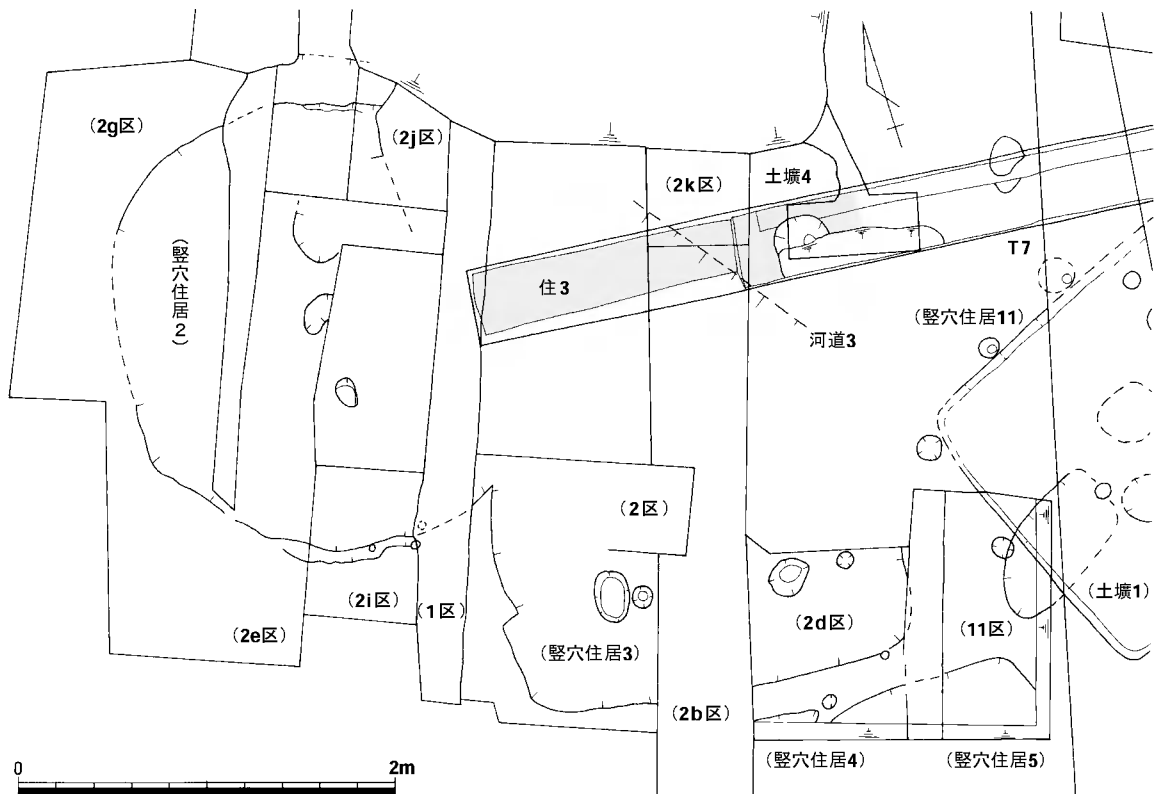 (2g区)
(2j区)
(2k区)
土壙4
(竪穴住居2)
住3
T7
(竪穴住居11)
河道3
(2区)
(2i区)
(1区)
(2d区)
(土壙1)
(11区)
(2e区)
(竪穴住居3)
(2b区)
(竪穴住居4)
(竪穴住居5)
0
2m